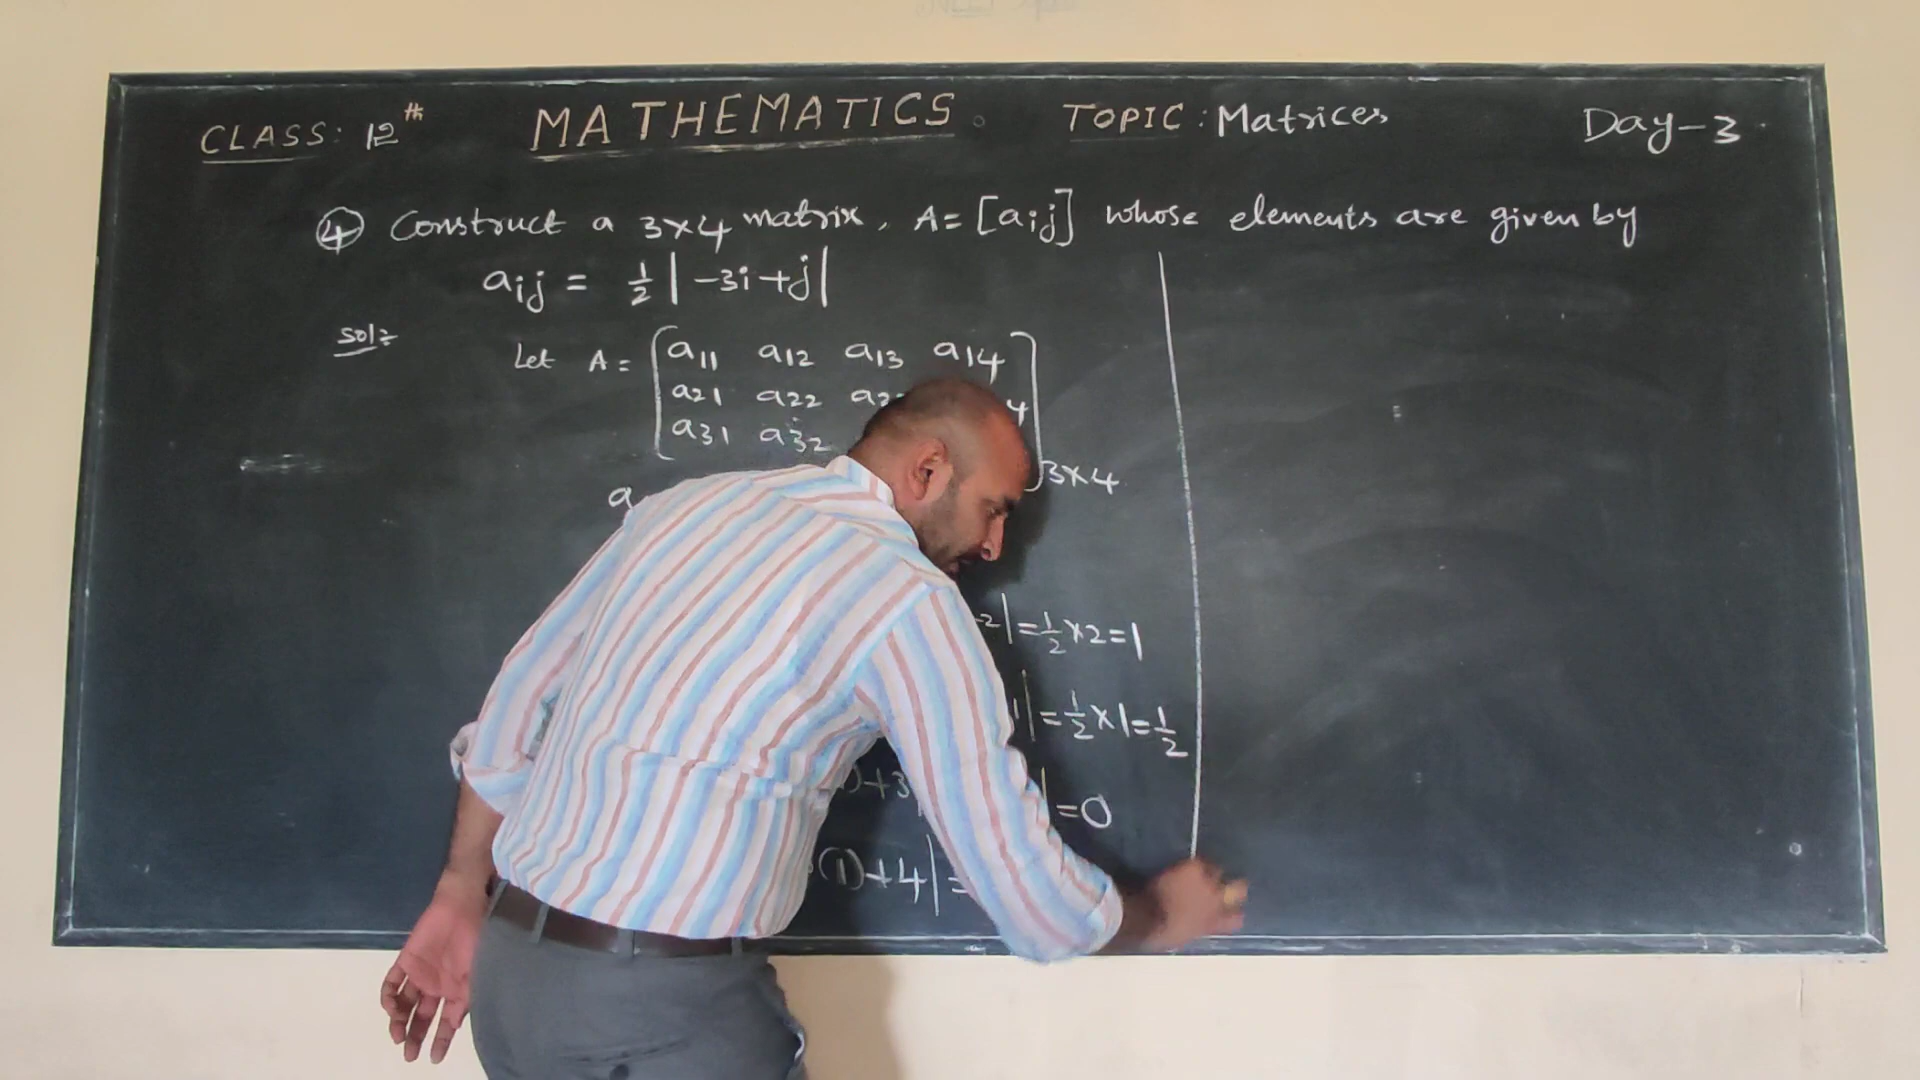 CLASS: 12th MATHEMATICS. TOPIC: Matrices Day-3
④ Construct a 3×4 matrix, A=[aij] whose elements are given by
aij = 1/2 |-3i+j|
Sol:
Let A = [a11 a12 a13 a14
a21 a22 4
a31 a32
]3×4
a
-2|=1/2×2=1
1|=1/2×1=1/2
)+3| |=0
(1)+4|=